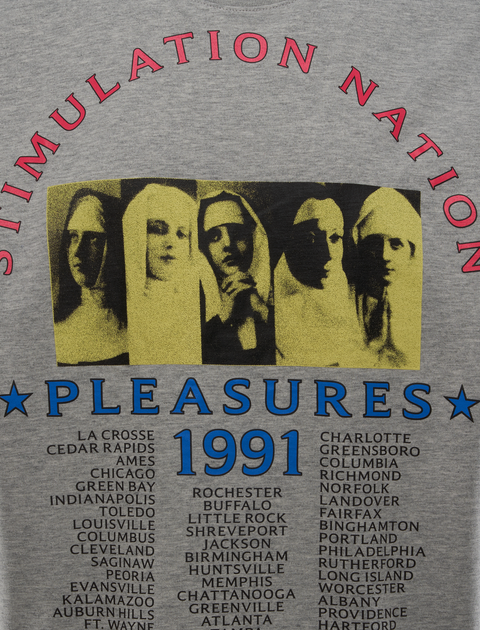 STIMULATION NATION
PLEASURES
1991
LA CROSSE
CEDAR RAPIDS
AMES
CHICAGO
GREEN BAY
INDIANAPOLIS
TOLEDO
LOUISVILLE
COLUMBUS
CLEVELAND
SAGINAW
PEORIA
EVANSVILLE
KALAMAZOO
AUBURN HILLS
FT. WAYNE
ROCHESTER
BUFFALO
LITTLE ROCK
SHREVEPORT
JACKSON
BIRMINGHAM
HUNTSVILLE
MEMPHIS
CHATTANOOGA
GREENVILLE
ATLANTA
CHARLOTTE
GREENSBORO
COLUMBIA
RICHMOND
NORFOLK
LANDOVER
FAIRFAX
BINGHAMTON
PORTLAND
PHILADELPHIA
RUTHERFORD
LONG ISLAND
WORCESTER
ALBANY
PROVIDENCE
HARTFORD